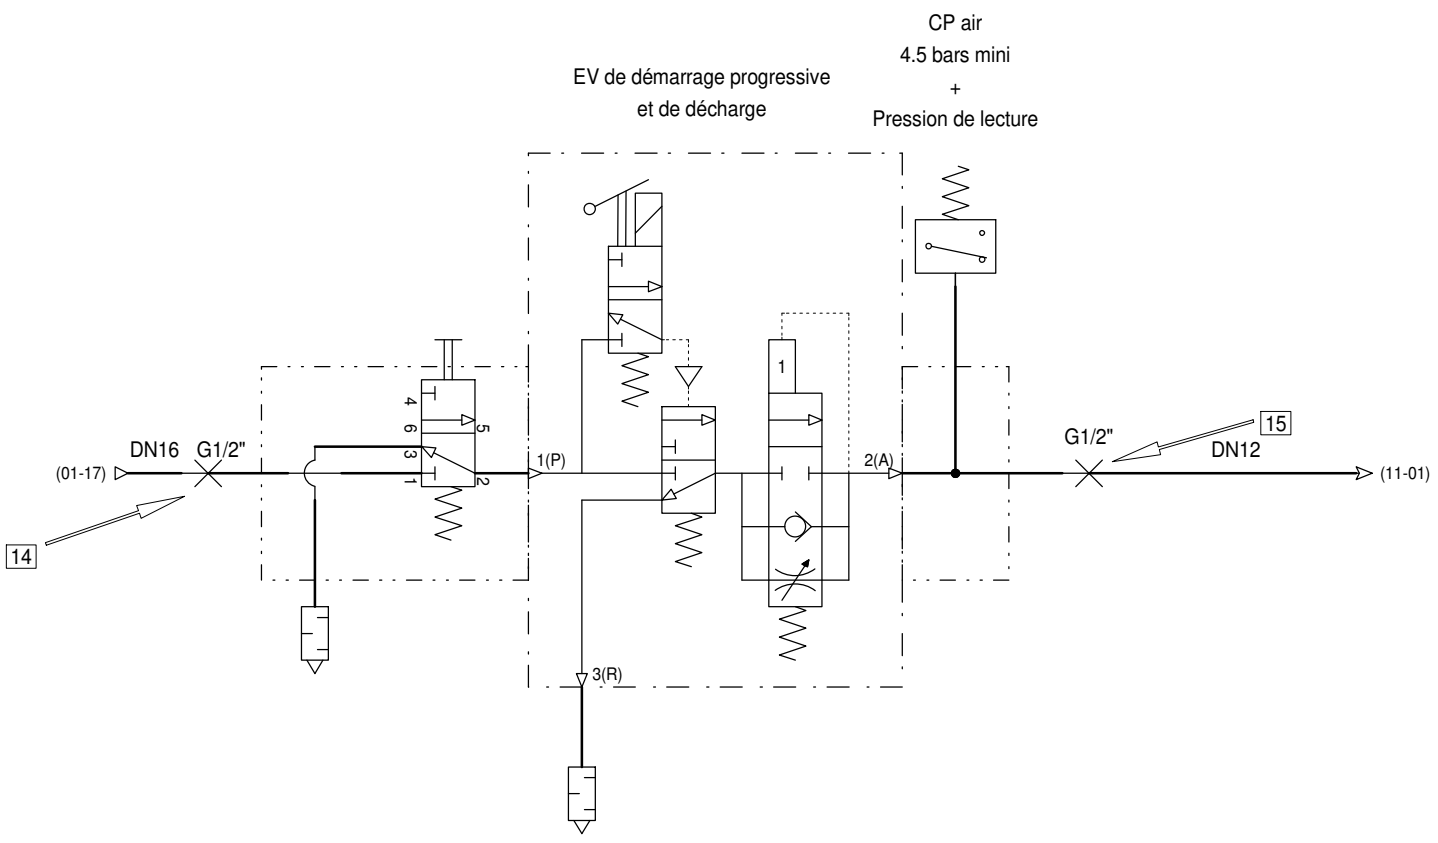 CP air
4.5 bars mini
+
Pression de lecture
EV de démarrage progressive
et de décharge
1
4
6
5
3
1
2
DN16 G1/2"
(01-17)
1(P)
2(A)
G1/2"
15
DN12
(11-01)
14
3(R)